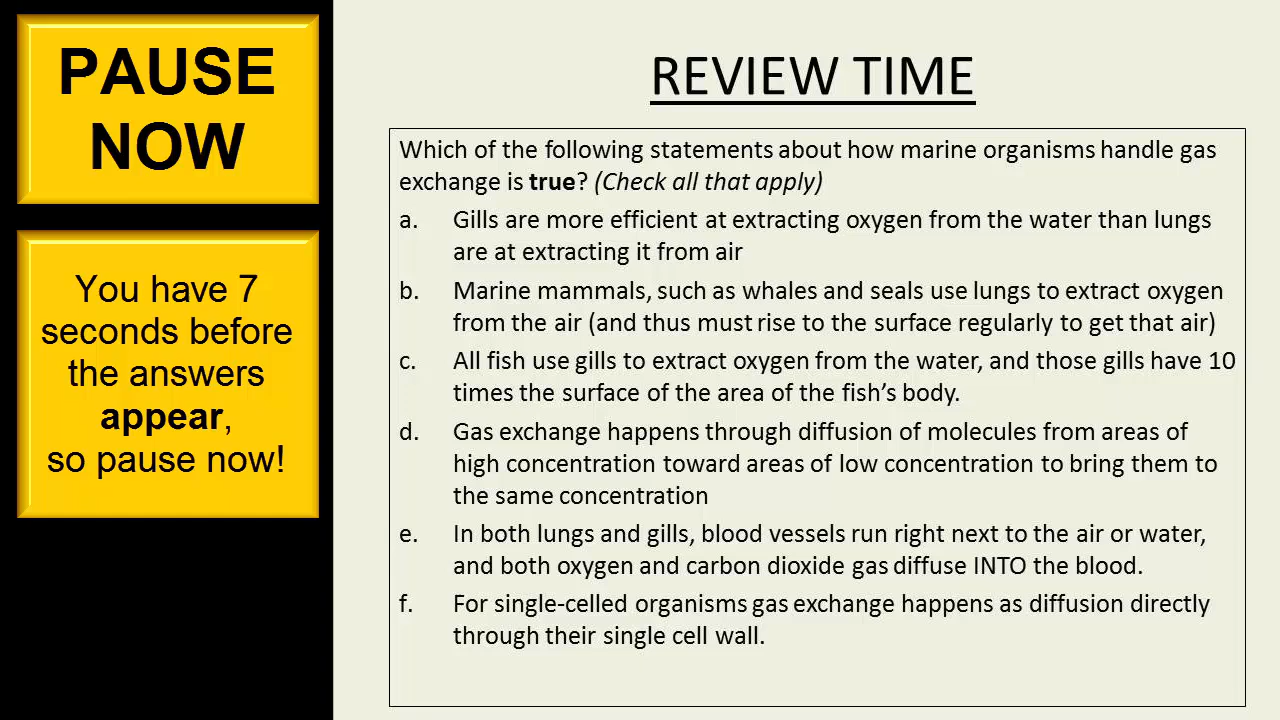 PAUSE
NOW
You have 7
seconds before
the answers
appear,
so pause now!
REVIEW TIME
Which of the following statements about how marine organisms handle gas
exchange is true? (Check all that apply)
a. Gills are more efficient at extracting oxygen from the water than lungs
are at extracting it from air
b. Marine mammals, such as whales and seals use lungs to extract oxygen
from the air (and thus must rise to the surface regularly to get that air)
c. All fish use gills to extract oxygen from the water, and those gills have 10
times the surface of the area of the fish's body.
d. Gas exchange happens through diffusion of molecules from areas of
high concentration toward areas of low concentration to bring them to
the same concentration
e. In both lungs and gills, blood vessels run right next to the air or water,
and both oxygen and carbon dioxide gas diffuse INTO the blood.
f. For single-celled organisms gas exchange happens as diffusion directly
through their single cell wall.